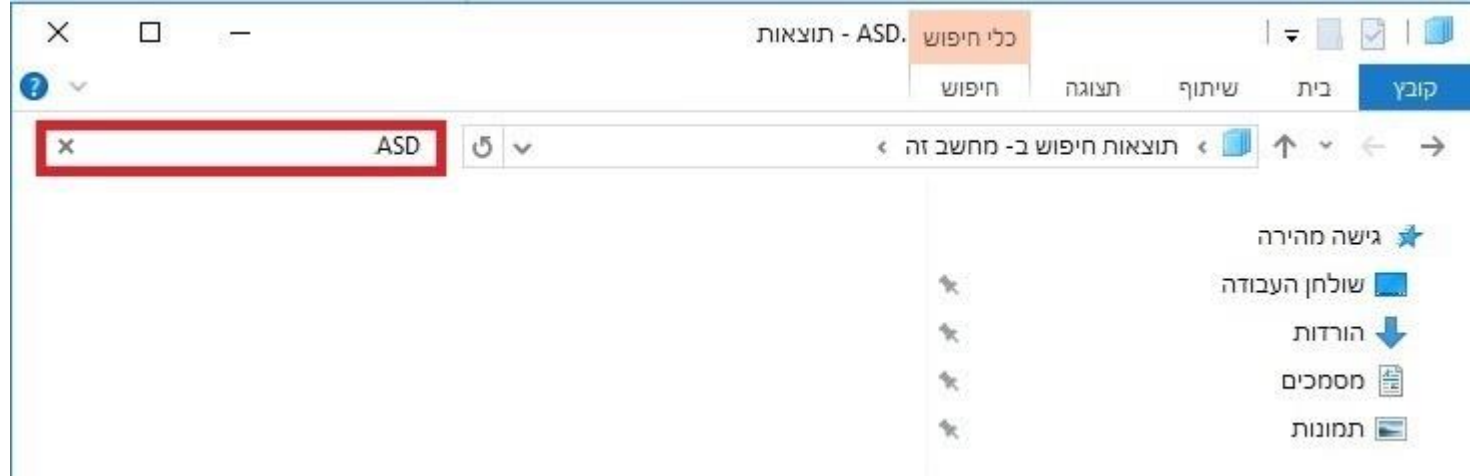 כלי חיפוש
ASD. - תוצאות
קובץ בית שיתוף תצוגה חיפוש
תוצאות חיפוש ב- מחשב זה
ASD
גישה מהירה
שולחן העבודה
הורדות
מסמכים
תמונות